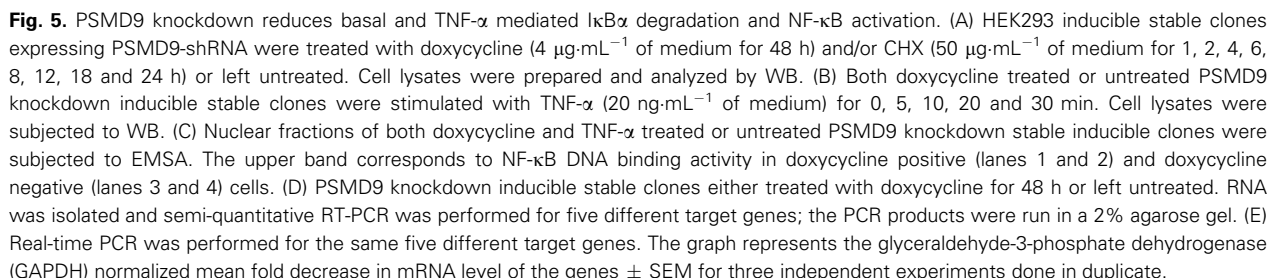 Fig. 5. PSMD9 knockdown reduces basal and TNF-α mediated IκBα degradation and NF-κB activation. (A) HEK293 inducible stable clones
expressing PSMD9-shRNA were treated with doxycycline (4 μg·mL⁻¹ of medium for 48 h) and/or CHX (50 μg·mL⁻¹ of medium for 1, 2, 4, 6,
8, 12, 18 and 24 h) or left untreated. Cell lysates were prepared and analyzed by WB. (B) Both doxycycline treated or untreated PSMD9
knockdown inducible stable clones were stimulated with TNF-α (20 ng·mL⁻¹ of medium) for 0, 5, 10, 20 and 30 min. Cell lysates were
subjected to WB. (C) Nuclear fractions of both doxycycline and TNF-α treated or untreated PSMD9 knockdown stable inducible clones were
subjected to EMSA. The upper band corresponds to NF-κB DNA binding activity in doxycycline positive (lanes 1 and 2) and doxycycline
negative (lanes 3 and 4) cells. (D) PSMD9 knockdown inducible stable clones either treated with doxycycline for 48 h or left untreated. RNA
was isolated and semi-quantitative RT-PCR was performed for five different target genes; the PCR products were run in a 2% agarose gel. (E)
Real-time PCR was performed for the same five different target genes. The graph represents the glyceraldehyde-3-phosphate dehydrogenase
(GAPDH) normalized mean fold decrease in mRNA level of the genes ± SEM for three independent experiments done in duplicate.